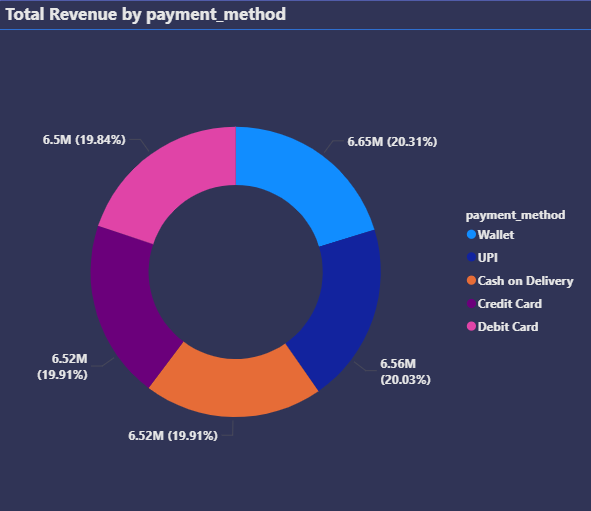 Total Revenue by payment_method
6.5M (19.84%)
6.65M (20.31%)
payment_method
Wallet
UPI
Cash on Delivery
Credit Card
Debit Card
6.52M
(19.91%)
6.56M
(20.03%)
6.52M (19.91%)